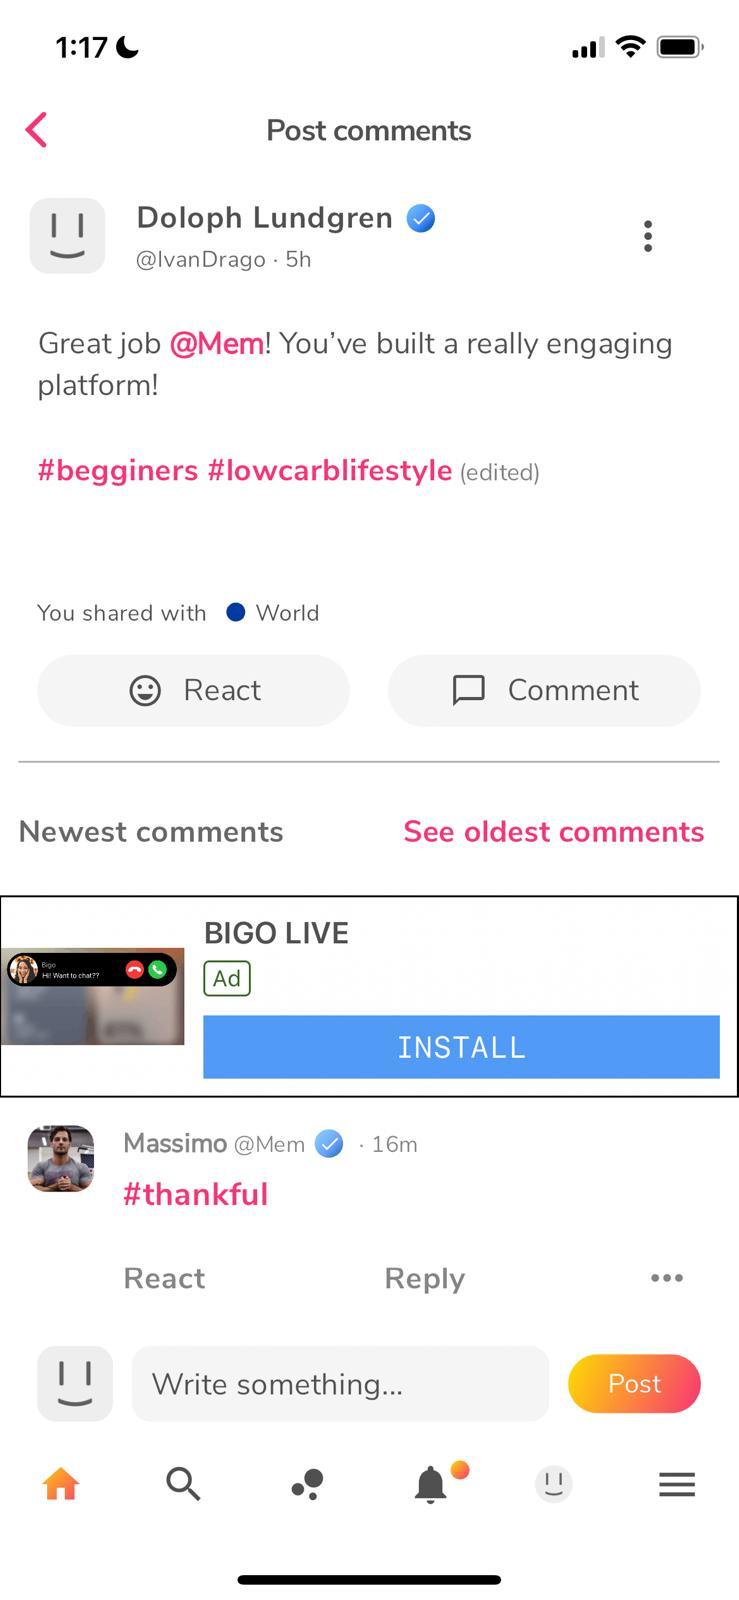 1:17
Post comments
Doloph Lundgren
@IvanDrago · 5h
Great job @Mem! You’ve built a really engaging
platform!
#begginers #lowcarblifestyle (edited)
You shared with World
React
Comment
Newest comments
See oldest comments
BIGO LIVE
Ad
Bigo
Hi! Want to chat??
INSTALL
Massimo @Mem · 16m
#thankful
React
Reply
Write something...
Post